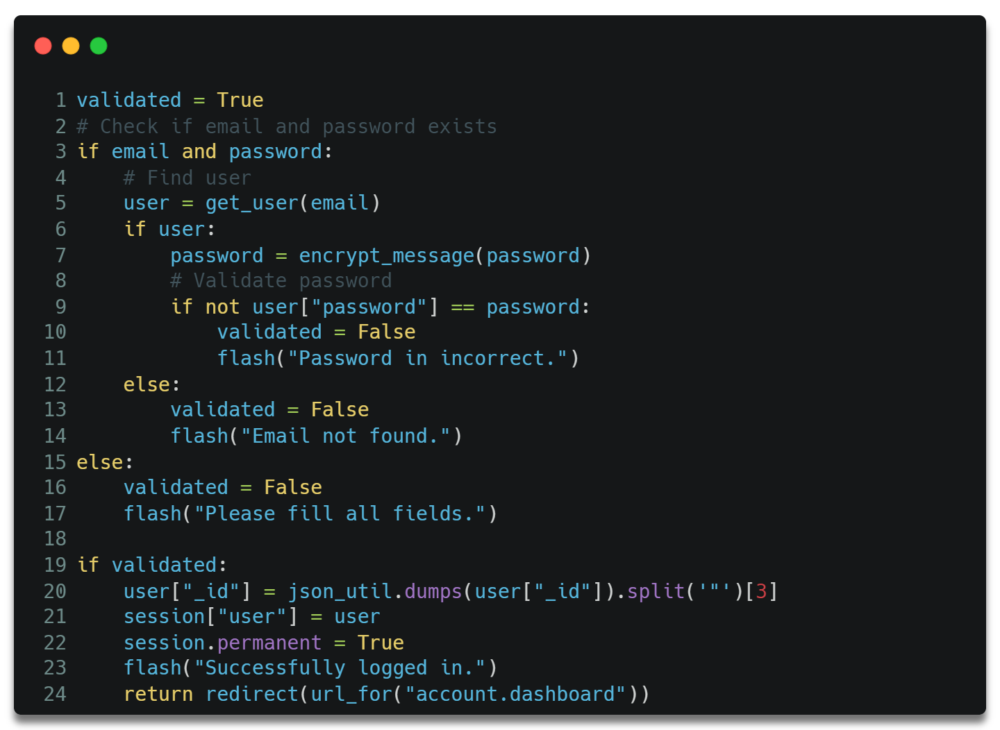 1 validated = True
2 # Check if email and password exists
3 if email and password:
4     # Find user
5     user = get_user(email)
6     if user:
7         password = encrypt_message(password)
8         # Validate password
9         if not user["password"] == password:
10             validated = False
11             flash("Password in incorrect.")
12     else:
13         validated = False
14         flash("Email not found.")
15 else:
16     validated = False
17     flash("Please fill all fields.")
18
19 if validated:
20     user["_id"] = json_util.dumps(user["_id"]).split('"')[3]
21     session["user"] = user
22     session.permanent = True
23     flash("Successfully logged in.")
24     return redirect(url_for("account.dashboard"))